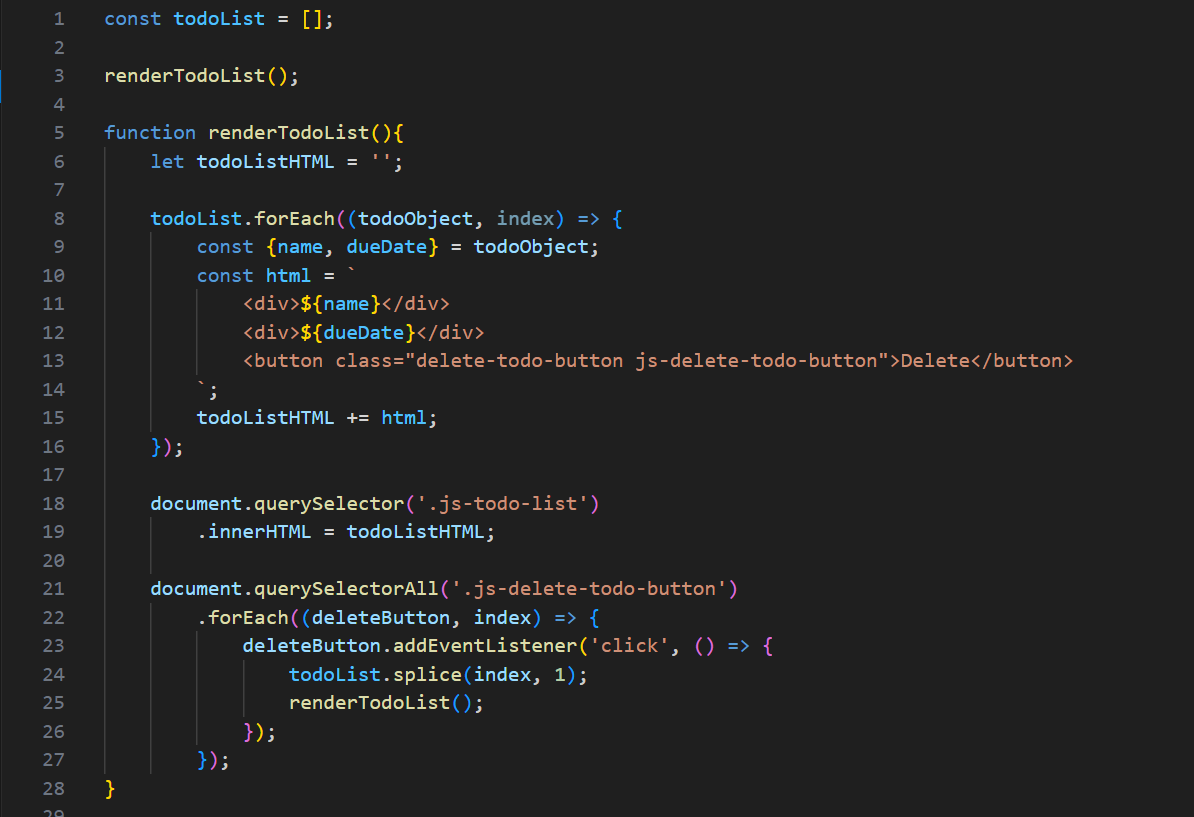 1 const todoList = [];
2
3 renderTodoList();
4
5 function renderTodoList(){
6     let todoListHTML = '';
7
8     todoList.forEach((todoObject, index) => {
9         const {name, dueDate} = todoObject;
10         const html = `
11             <div>${name}</div>
12             <div>${dueDate}</div>
13             <button class="delete-todo-button js-delete-todo-button">Delete</button>
14         `;
15         todoListHTML += html;
16     });
17
18     document.querySelector('.js-todo-list')
19         .innerHTML = todoListHTML;
20
21     document.querySelectorAll('.js-delete-todo-button')
22         .forEach((deleteButton, index) => {
23             deleteButton.addEventListener('click', () => {
24                 todoList.splice(index, 1);
25                 renderTodoList();
26             });
27         });
28 }
29